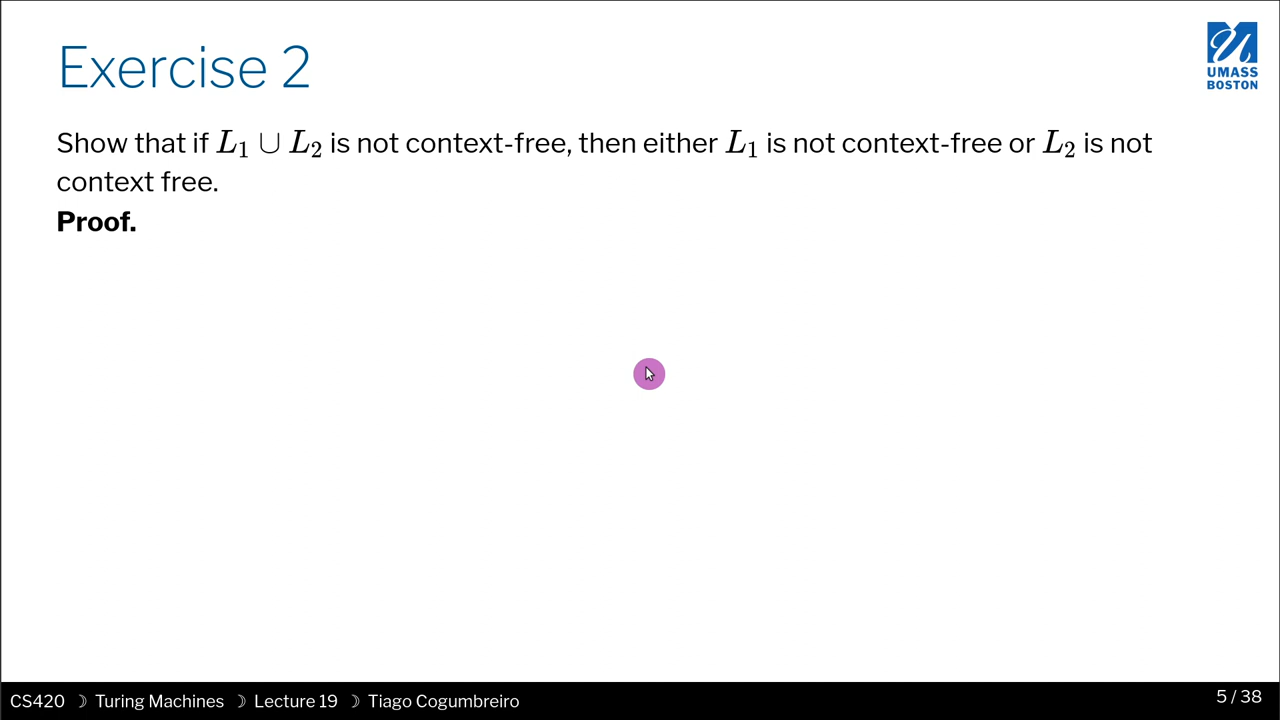 Exercise 2
UMASS
BOSTON
Show that if L₁ ∪ L₂ is not context-free, then either L₁ is not context-free or L₂ is not
context free.
Proof.
CS420 ☽ Turing Machines ☽ Lecture 19 ☽ Tiago Cogumbreiro
5 / 38